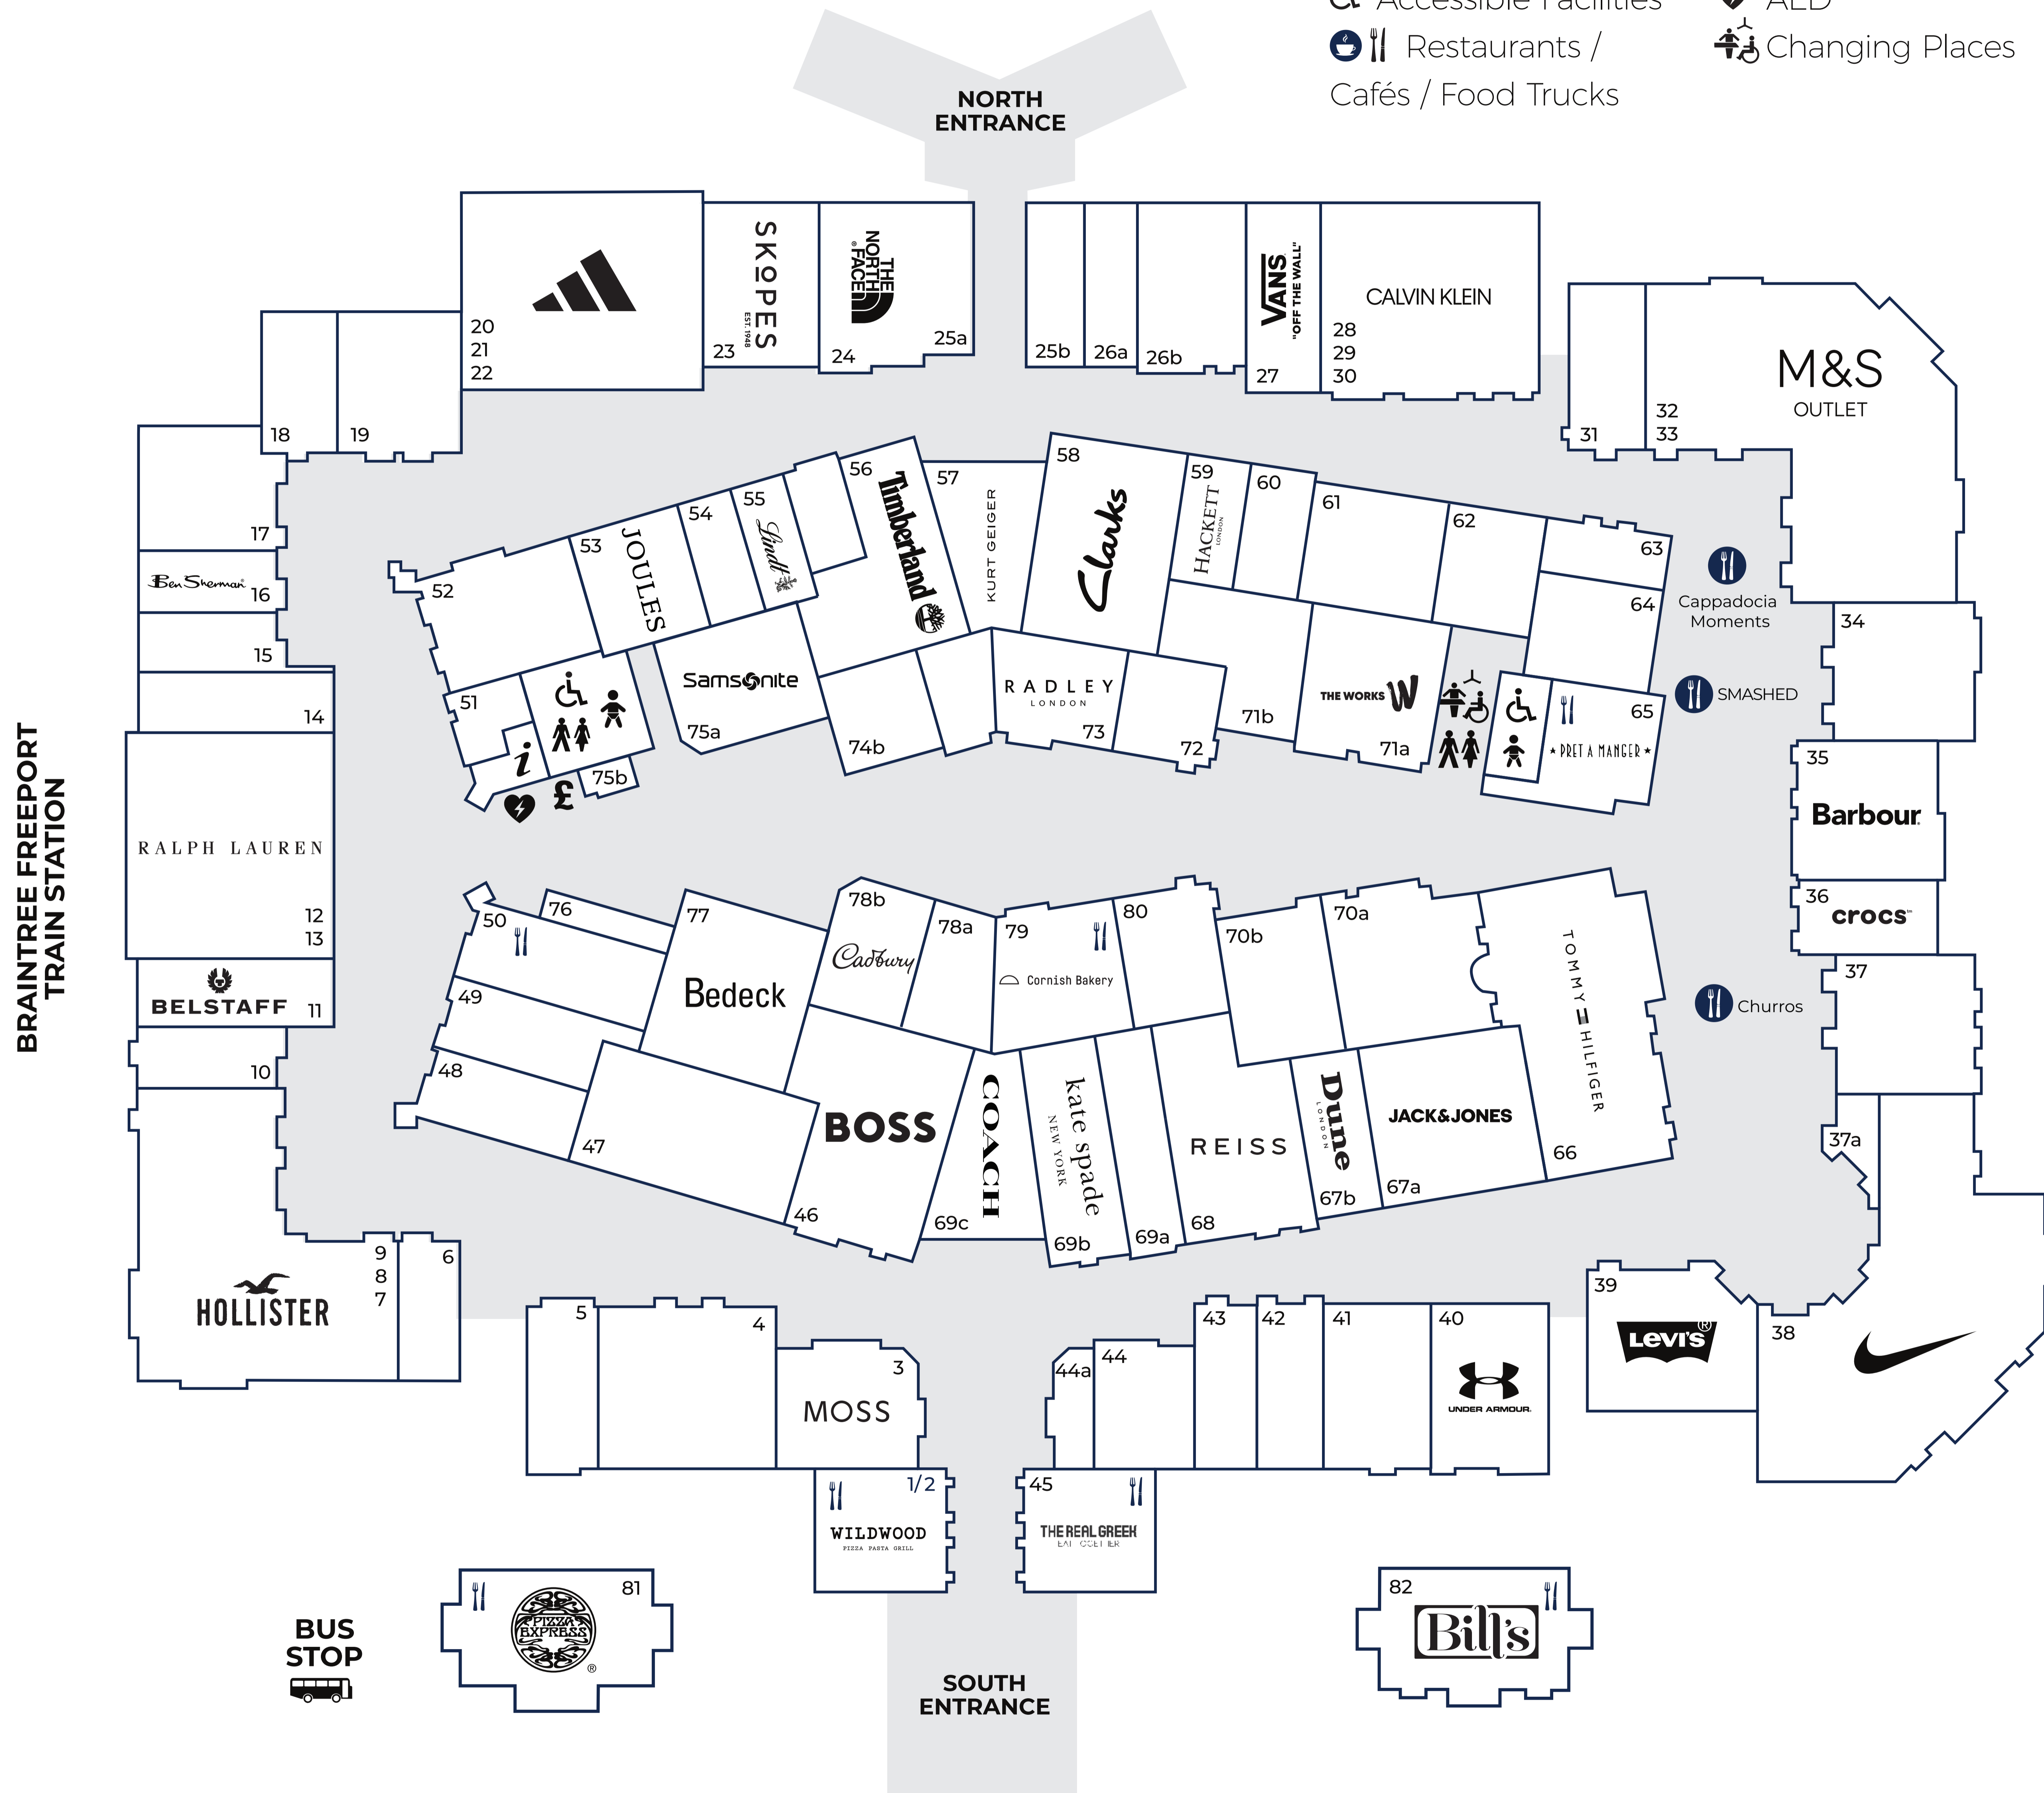 Accessible Facilities
AED
Restaurants /
Cafés / Food Trucks
Changing Places
NORTH
ENTRANCE
20
21
22
SKOPES
EST. 1948
23
THE
NORTH
FACE
®
24
25a
25b
26a
26b
VANS
"OFF THE WALL"
27
CALVIN KLEIN
28
29
30
31
M&S
OUTLET
32
33
18
19
17
Ben Sherman
16
15
14
RALPH LAUREN
12
13
BELSTAFF
11
10
BRAINTREE FREEPORT
TRAIN STATION
52
53
JOULES
54
55
Lindt
56
Timberland
57
KURT GEIGER
58
Clarks
59
HACKETT
LONDON
60
61
62
63
64
Cappadocia
Moments
SMASHED
34
51
i
£
75b
Samsonite
75a
74b
RADLEY
LONDON
73
72
71b
THE WORKS W
71a
65
PRET A MANGER
35
Barbour
36
crocs
37
Churros
37a
50
76
77
Bedeck
78b
Cadbury
78a
79
Cornish Bakery
80
70b
70a
TOMMY HILFIGER
66
49
48
47
BOSS
46
COACH
69c
kate spade
NEW YORK
69b
69a
REISS
68
Dune
LONDON
67b
JACK&JONES
67a
HOLLISTER
9
8
7
6
5
4
3
MOSS
44a
44
43
42
41
40
UNDER ARMOUR
39
LEVI'S
®
38
1/2
WILDWOOD
PIZZA PASTA GRILL
45
THE REAL GREEK
81
PIZZA
EXPRESS
®
82
Bill's
BUS
STOP
SOUTH
ENTRANCE